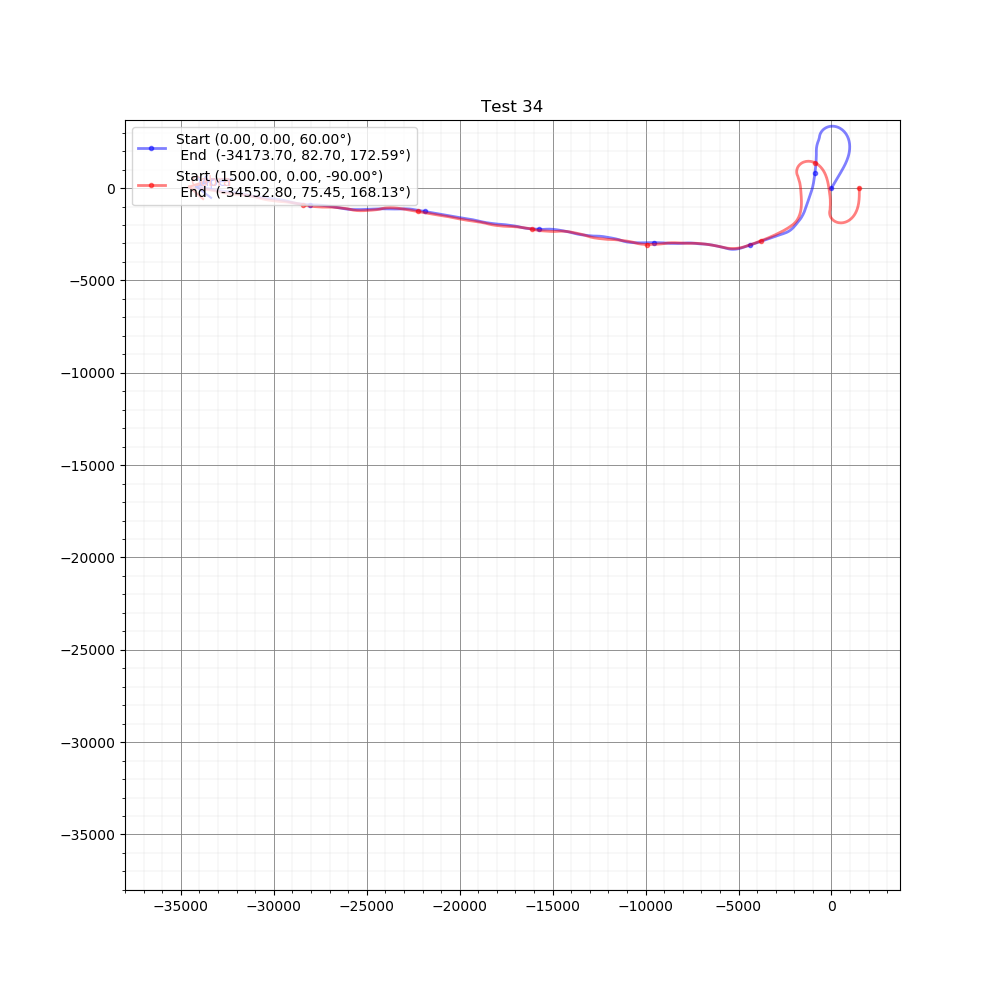 Test 34
Start (0.00, 0.00, 60.00°)
End  (-34173.70, 82.70, 172.59°)
Start (1500.00, 0.00, -90.00°)
End  (-34552.80, 75.45, 168.13°)
0
−5000
−10000
−15000
−20000
−25000
−30000
−35000
−35000 −30000 −25000 −20000 −15000 −10000 −5000 0